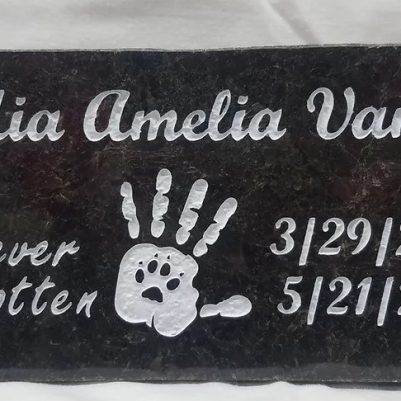 lia Amelia Van
ever 3/29/2
otten 5/21/2